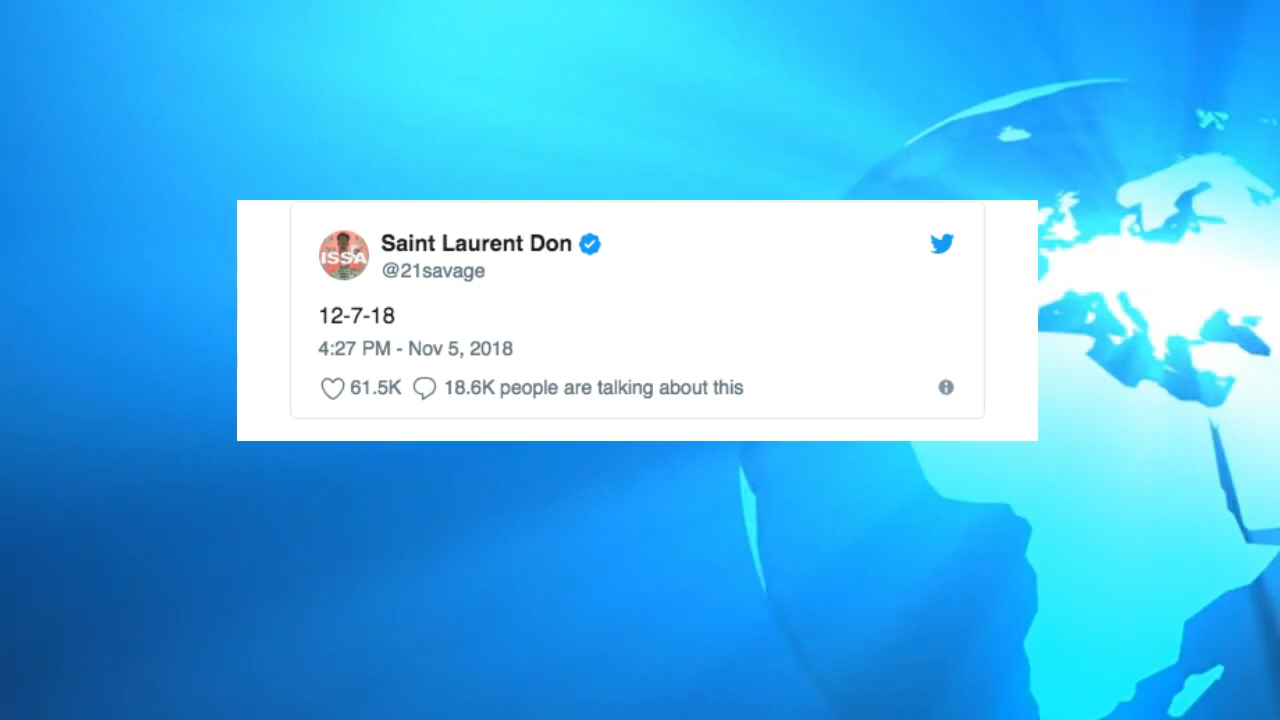 ISSA
Saint Laurent Don
@21savage
12-7-18
4:27 PM - Nov 5, 2018
61.5K 18.6K people are talking about this